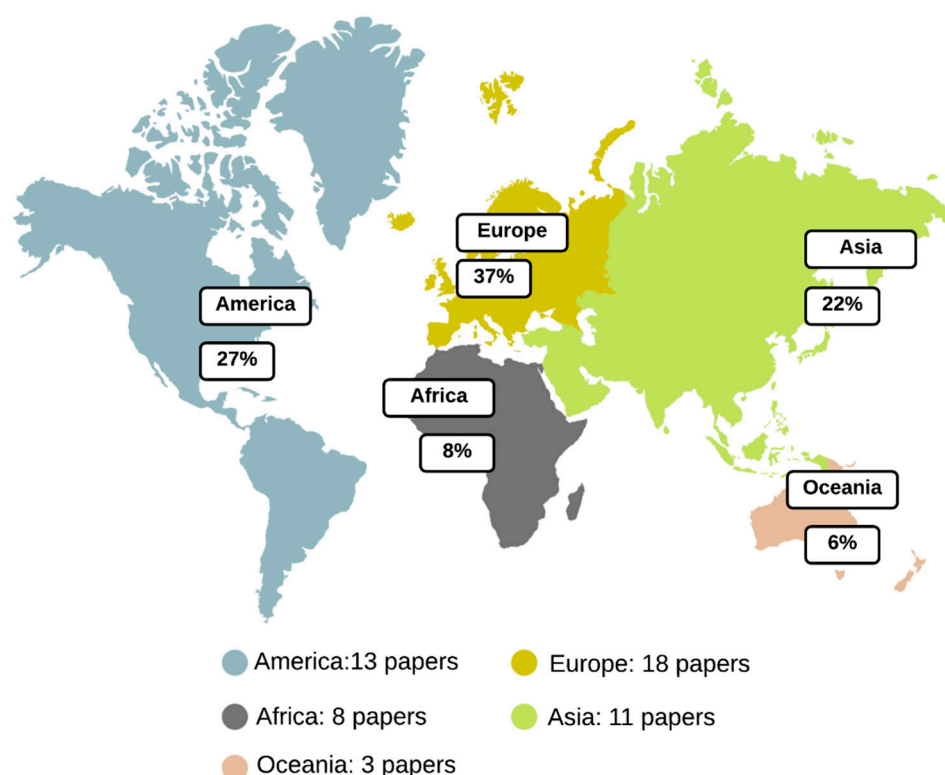 Europe
37%
Asia
22%
America
27%
Africa
8%
Oceania
6%
America:13 papers
Europe: 18 papers
Africa: 8 papers
Asia: 11 papers
Oceania: 3 papers